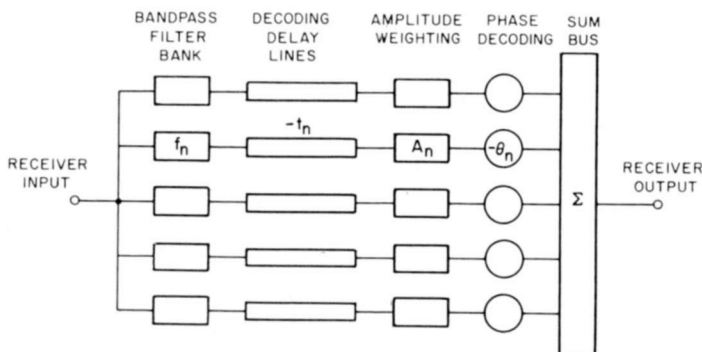 BANDPASS
FILTER
BANK
DECODING
DELAY
LINES
AMPLITUDE
WEIGHTING
PHASE
DECODING
SUM
BUS
-tn
fn
An
-θn
RECEIVER
INPUT
Σ
RECEIVER
OUTPUT